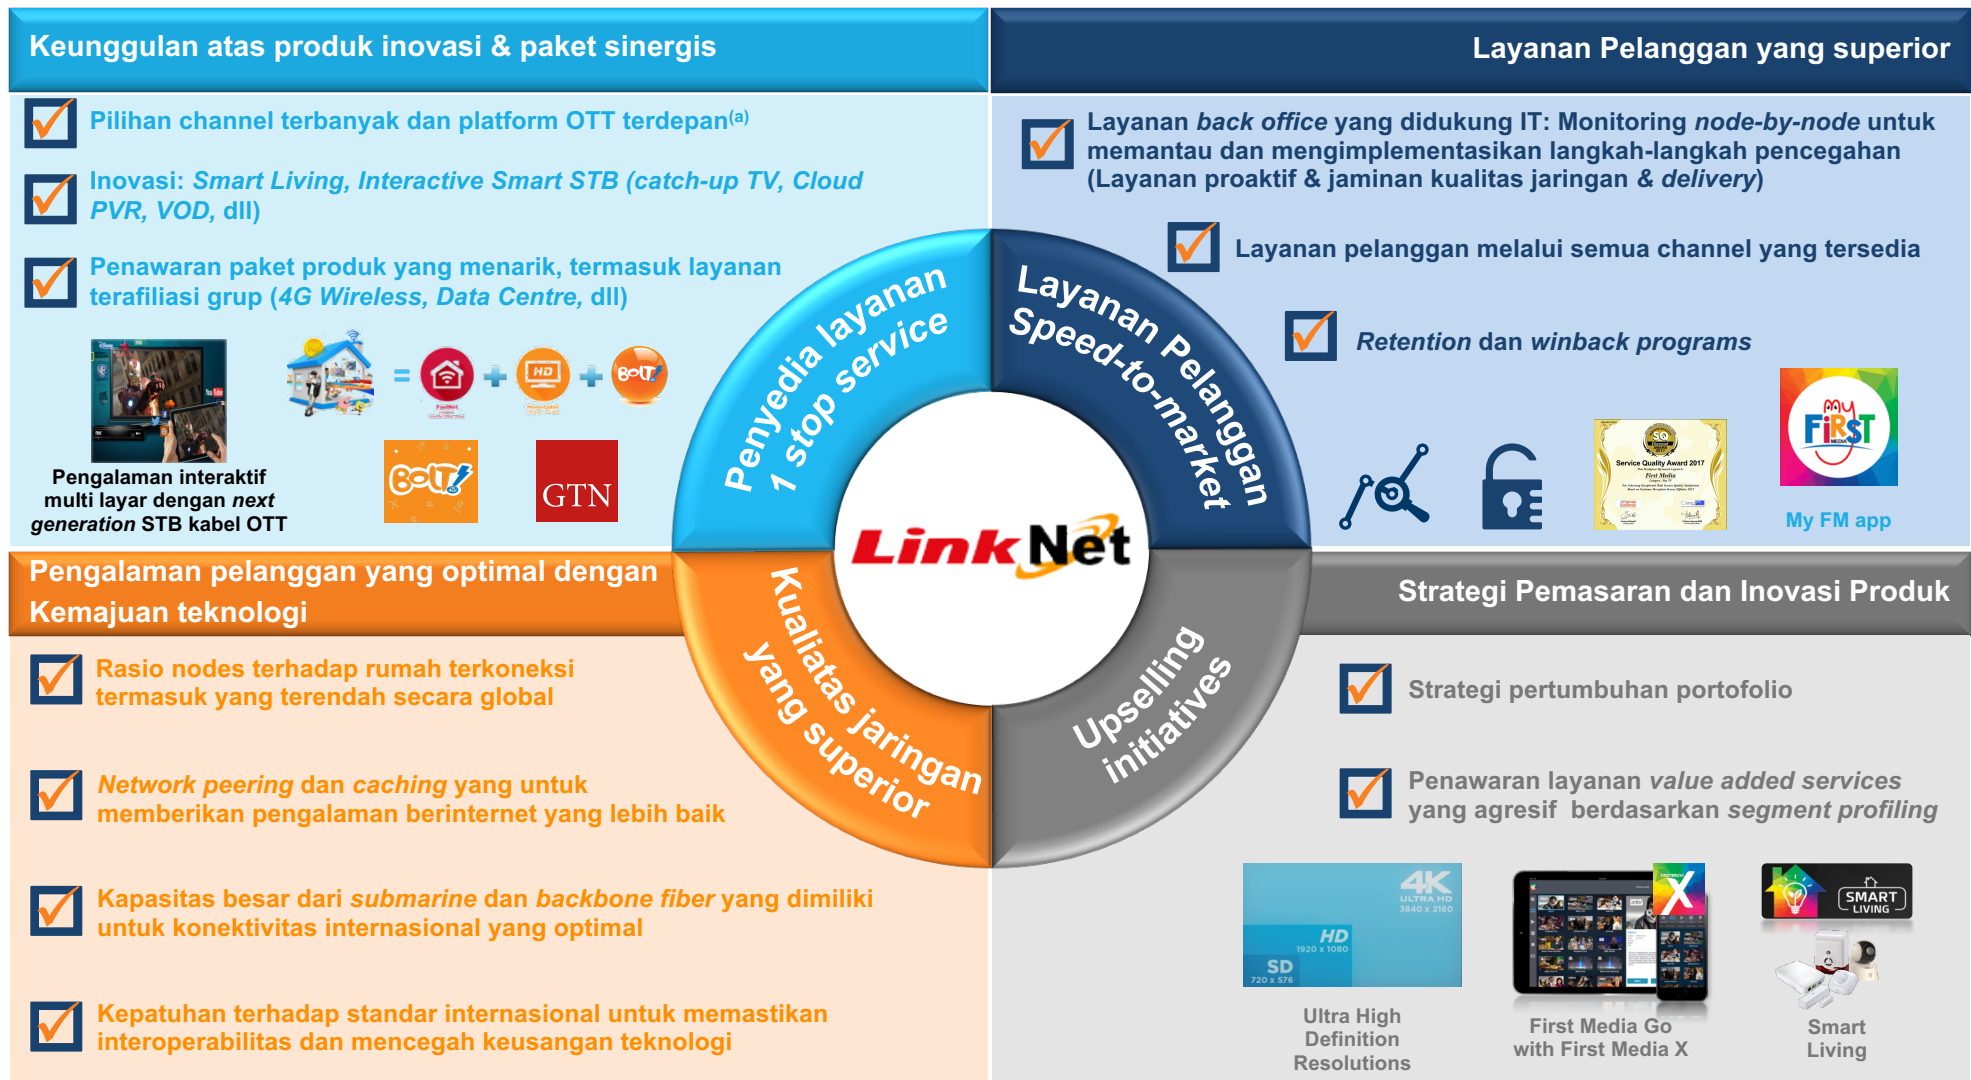 Keunggulan atas produk inovasi & paket sinergis
Pilihan channel terbanyak dan platform OTT terdepan(a)
Inovasi: Smart Living, Interactive Smart STB (catch-up TV, Cloud
PVR, VOD, dll)
Penawaran paket produk yang menarik, termasuk layanan
terafiliasi grup (4G Wireless, Data Centre, dll)
=
+
HD
+
BOLT!
Pengalaman interaktif
multi layar dengan next
generation STB kabel OTT
BOLT!
GTN
Layanan Pelanggan yang superior
Layanan back office yang didukung IT: Monitoring node-by-node untuk
memantau dan mengimplementasikan langkah-langkah pencegahan
(Layanan proaktif & jaminan kualitas jaringan & delivery)
Layanan pelanggan melalui semua channel yang tersedia
Retention dan winback programs
SQ
Service Quality Award 2017
First Media
My
FiRST
MEDIA
My FM app
Penyedia layanan
1 stop service
Layanan Pelanggan
Speed-to-market
LinkNet
Kualiatas jaringan
yang superior
Upselling
initiatives
Pengalaman pelanggan yang optimal dengan
Kemajuan teknologi
Rasio nodes terhadap rumah terkoneksi
termasuk yang terendah secara global
Network peering dan caching yang untuk
memberikan pengalaman berinternet yang lebih baik
Kapasitas besar dari submarine dan backbone fiber yang dimiliki
untuk konektivitas internasional yang optimal
Kepatuhan terhadap standar internasional untuk memastikan
interoperabilitas dan mencegah keusangan teknologi
Strategi Pemasaran dan Inovasi Produk
Strategi pertumbuhan portofolio
Penawaran layanan value added services
yang agresif berdasarkan segment profiling
4K
ULTRA HD
3840 x 2160
HD
1920 x 1080
SD
720 x 576
Ultra High
Definition
Resolutions
X
First Media Go
with First Media X
SMART
LIVING
Smart
Living